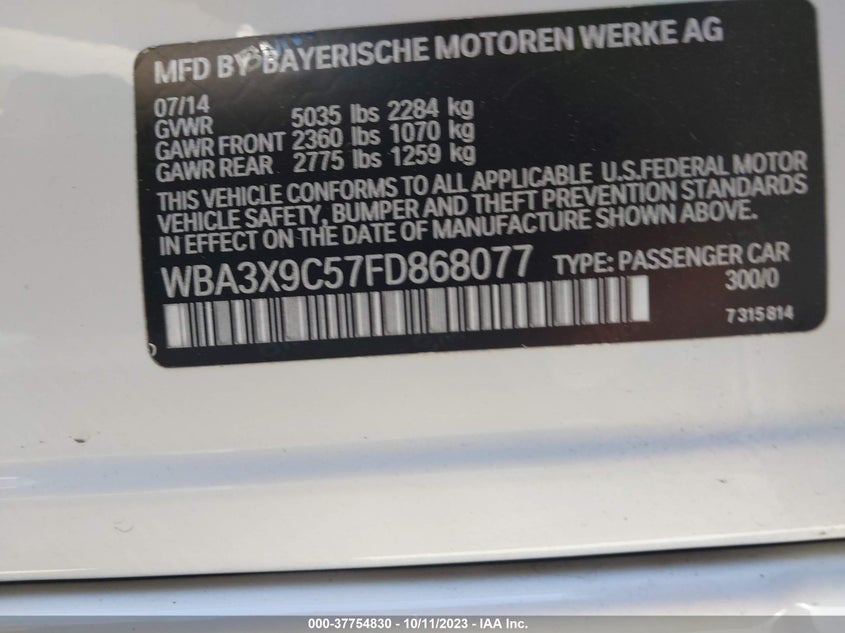 MFD BY BAYERISCHE MOTOREN WERKE AG
07/14
GVWR 5035 lbs 2284 kg
GAWR FRONT 2360 lbs 1070 kg
GAWR REAR 2775 lbs 1259 kg
THIS VEHICLE CONFORMS TO ALL APPLICABLE U.S.FEDERAL MOTOR
VEHICLE SAFETY, BUMPER AND THEFT PREVENTION STANDARDS
IN EFFECT ON THE DATE OF MANUFACTURE SHOWN ABOVE.
WBA3X9C57FD868077 TYPE: PASSENGER CAR
300/0
7315814
000-37754830 - 10/11/2023 - IAA Inc.